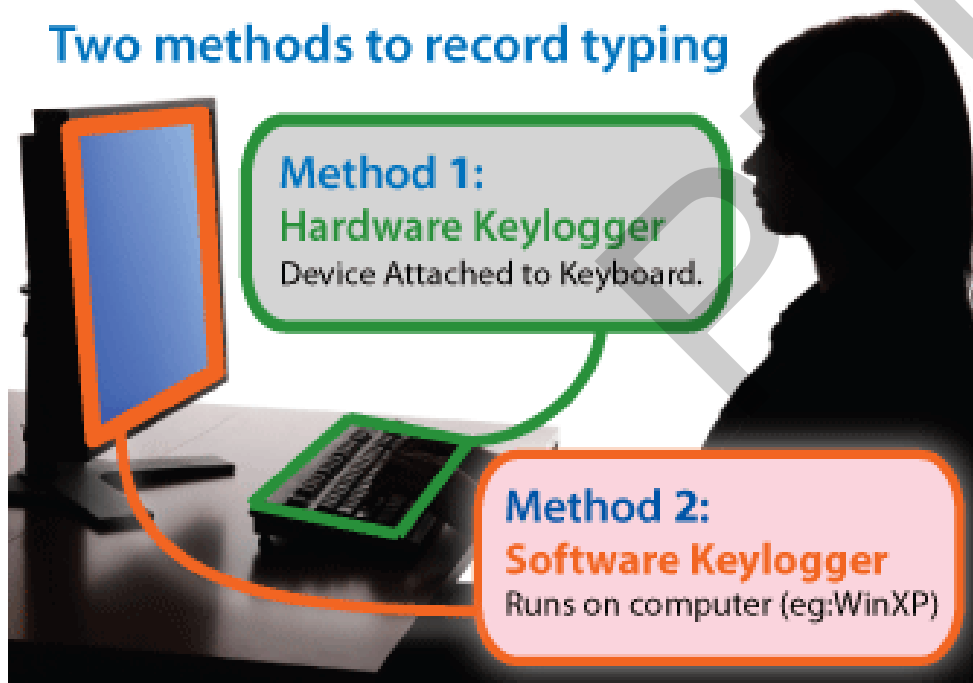 Two methods to record typing
Method 1:
Hardware Keylogger
Device Attached to Keyboard.
Method 2:
Software Keylogger
Runs on computer (eg:WinXP)